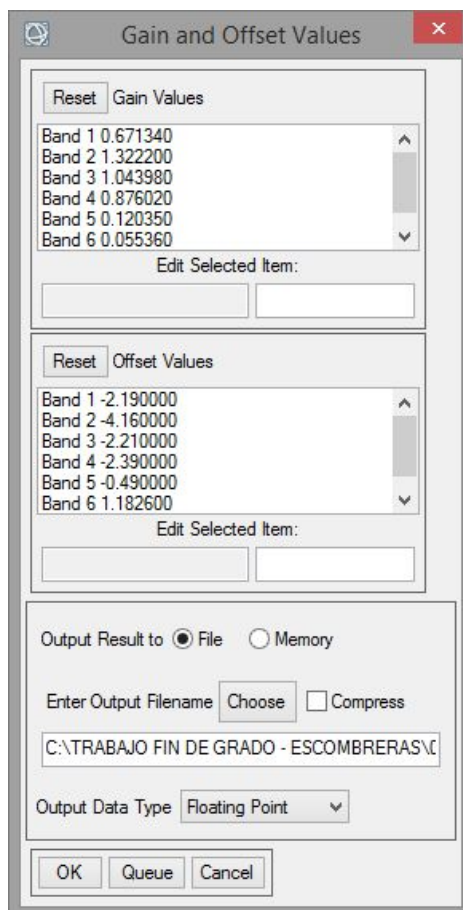 Gain and Offset Values
Reset Gain Values
Band 1 0.671340
Band 2 1.322200
Band 3 1.043980
Band 4 0.876020
Band 5 0.120350
Band 6 0.055360
Edit Selected Item:
Reset Offset Values
Band 1 -2.190000
Band 2 -4.160000
Band 3 -2.210000
Band 4 -2.390000
Band 5 -0.490000
Band 6 1.182600
Edit Selected Item:
Output Result to File Memory
Enter Output Filename Choose Compress
C:\TRABAJO FIN DE GRADO - ESCOMBRERAS\
Output Data Type Floating Point
OK Queue Cancel